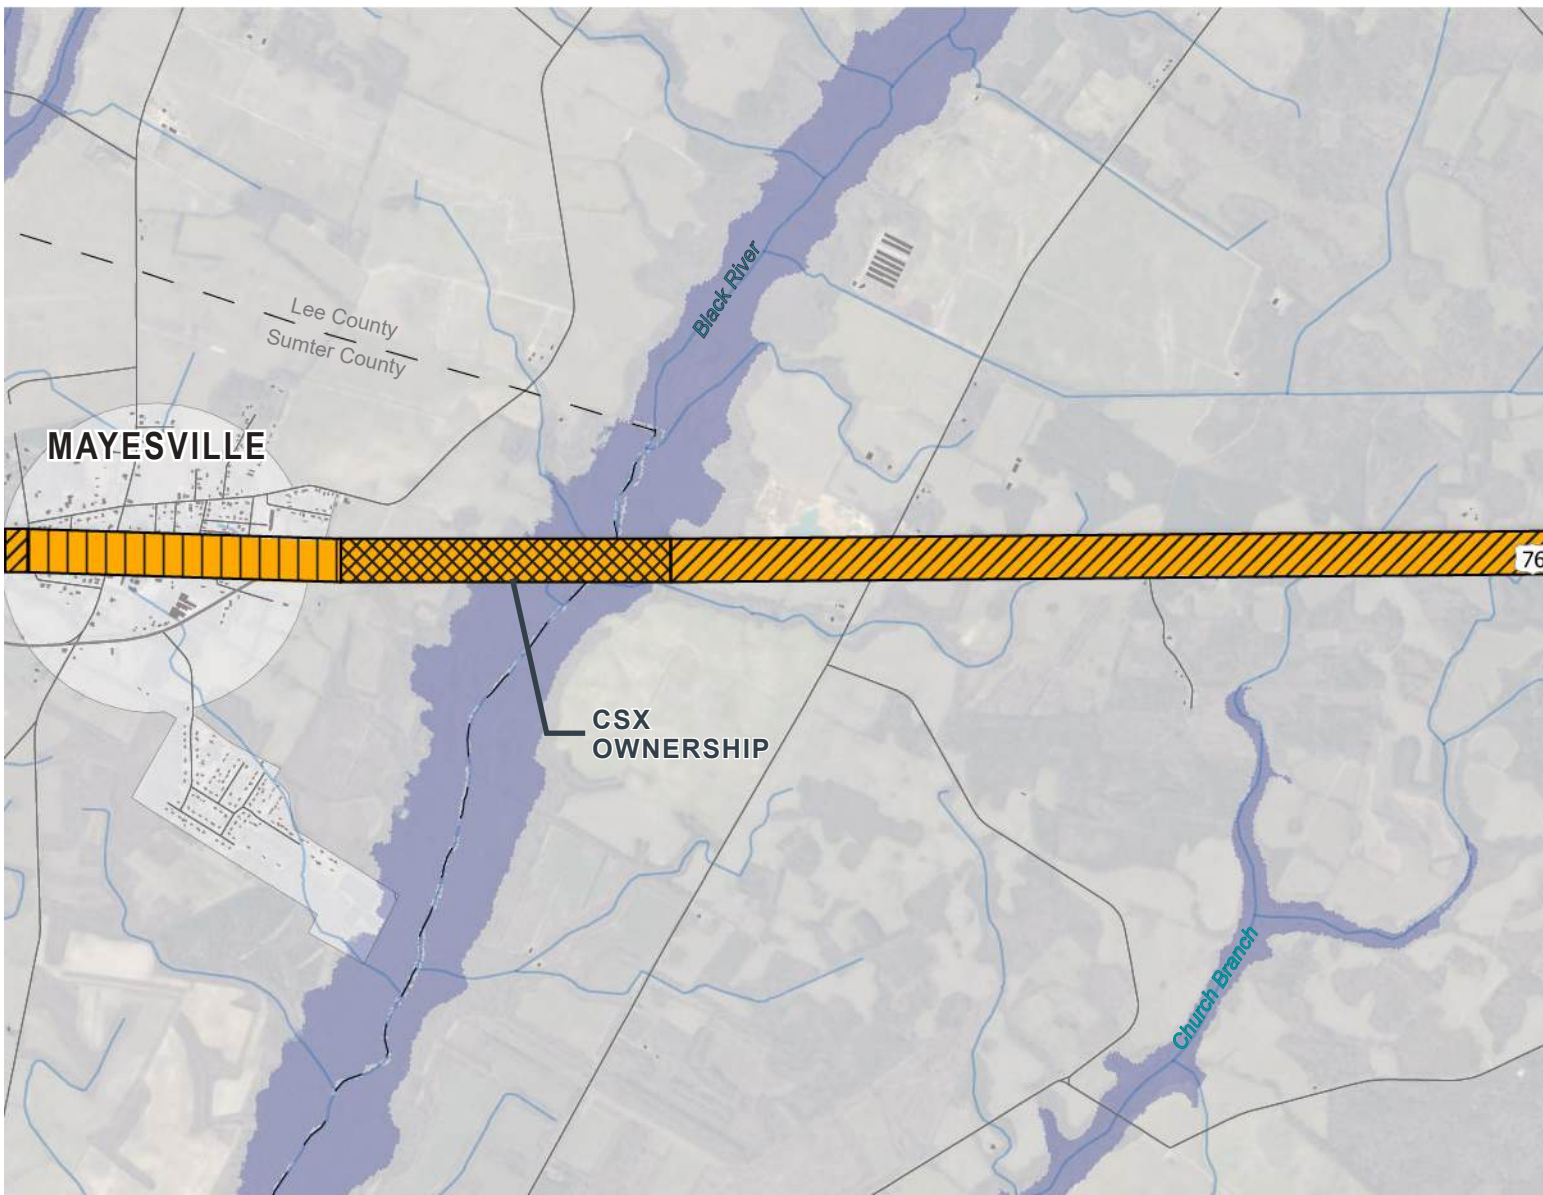 Black River
Lee County
Sumter County
MAYESVILLE
76
CSX
OWNERSHIP
Church Branch